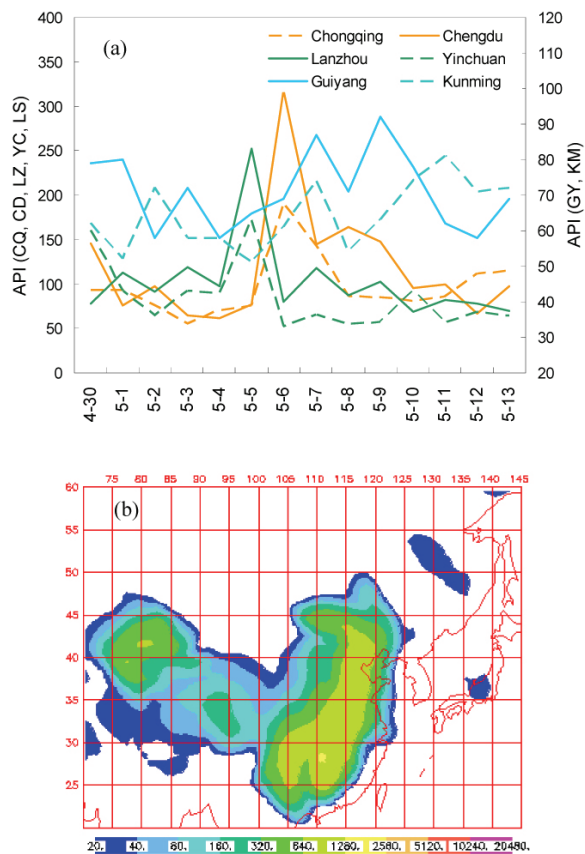 (a)
Chongqing Chengdu
Lanzhou Yinchuan
Guiyang Kunming
API (CQ, CD, LZ, YC, LS)
400
350
300
250
200
150
100
50
0
API (GY, KM)
120
110
100
90
80
70
60
50
40
30
20
4-30 5-1 5-2 5-3 5-4 5-5 5-6 5-7 5-8 5-9 5-10 5-11 5-12 5-13
(b)
75 80 85 90 95 100 105 110 115 120 125 130 135 140 145
60
55
50
45
40
35
30
25
20. 40. 80. 160. 320. 640. 1280. 2560. 5120. 10240. 20480.